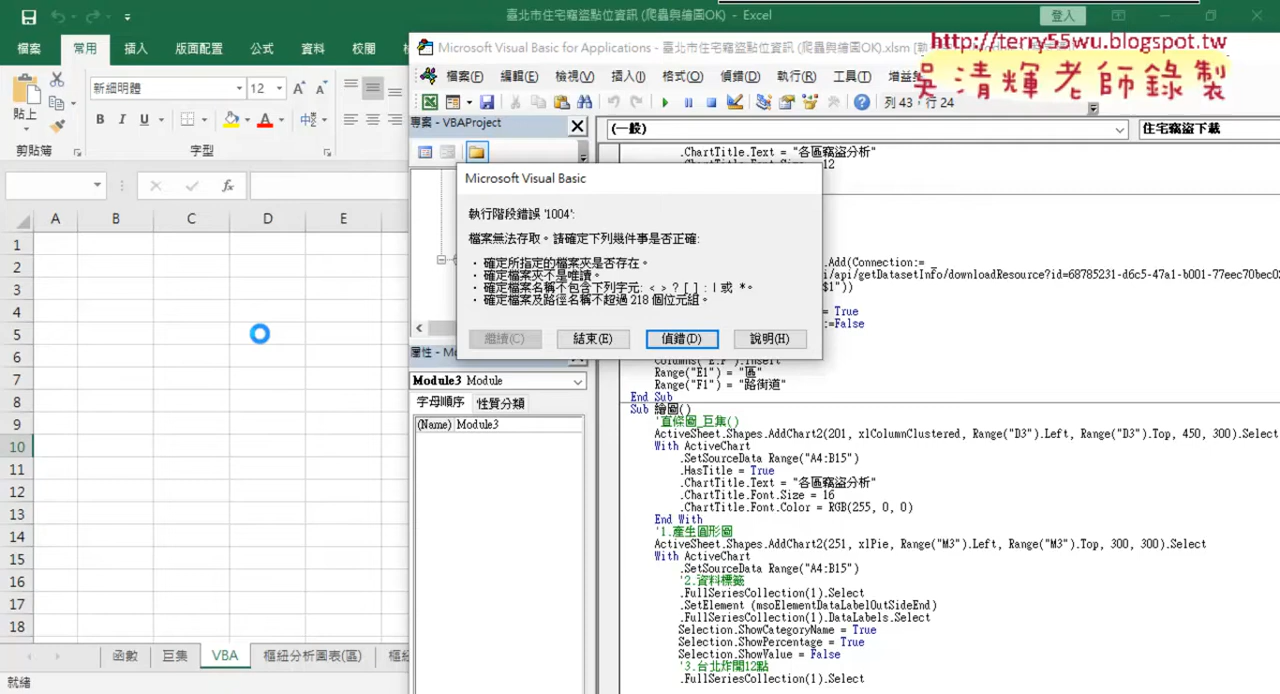 臺北市住宅竊盜點位資訊 (爬蟲與繪圖OK) - Excel
登入
http://terry55wu.blogspot.tw
吳清輝老師錄製
檔案 常用 插入 版面配置 公式 資料 校閱
Microsoft Visual Basic for Applications - 臺北市住宅竊盜點位資訊 (爬蟲與繪圖OK).xlsm
檔案(F) 編輯(E) 檢視(V) 插入(I) 格式(O) 偵錯(D) 執行(R) 工具(T) 增益
列 43，行 24
新細明體 12
貼上
B I U
剪貼簿 字型
專案 - VBAProject
(一般) 住宅竊盜下載
.ChartTitle.Text = "各區竊盜分析"
Microsoft Visual Basic
執行階段錯誤 '1004':
檔案無法存取。請確定下列幾件事是否正確:
· 確定所指定的檔案夾是否存在。
· 確定檔案夾不是唯讀。
· 確定檔案名稱不包含下列字元: < > ? [ ] : | 或 *。
· 確定檔案及路徑名稱不超過 218 個位元組。
繼續(C) 結束(E) 偵錯(D) 說明(H)
.Add(Connection:=
i/api/getDatasetInfo/downloadResource?id=68785231-d6c5-47a1-b001-77eec70bec02
$1"))
= True
:=False
Columns("E:F").Insert
Range("E1") = "區"
Range("F1") = "路街道"
End Sub
Sub 繪圖()
'直條圖_巨集()
ActiveSheet.Shapes.AddChart2(201, xlColumnClustered, Range("D3").Left, Range("D3").Top, 450, 300).Select
With ActiveChart
.SetSourceData Range("A4:B15")
.HasTitle = True
.ChartTitle.Text = "各區竊盜分析"
.ChartTitle.Font.Size = 16
.ChartTitle.Font.Color = RGB(255, 0, 0)
End With
'1.產生圓形圖
ActiveSheet.Shapes.AddChart2(251, xlPie, Range("M3").Left, Range("M3").Top, 300, 300).Select
With ActiveChart
.SetSourceData Range("A4:B15")
'2.資料標籤
.FullSeriesCollection(1).Select
.SetElement (msoElementDataLabelOutSideEnd)
.FullSeriesCollection(1).DataLabels.Select
Selection.ShowCategoryName = True
Selection.ShowPercentage = True
Selection.ShowValue = False
'3.台北炸開12點
.FullSeriesCollection(1).Select
屬性 - Mo
Module3 Module
字母順序 性質分類
(Name) Module3
A B C D E
1
2
3
4
5
6
7
8
9
10
11
12
13
14
15
16
17
18
函數 巨集 VBA 樞紐分析圖表(區) 樞紐
就緒